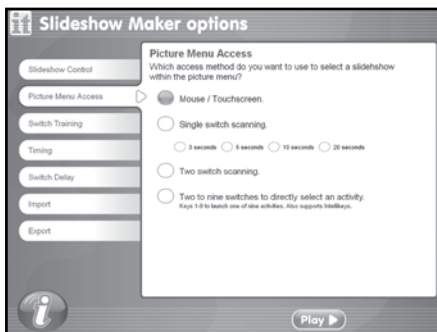 Slideshow Maker options
Slideshow Control
Picture Menu Access
Switch Training
Timing
Switch Delay
Import
Export
Picture Menu Access
Which access method do you want to use to select a slidehshow
within the picture menu?
Mouse / Touchscreen.
Single switch scanning.
3 seconds 5 seconds 10 seconds 20 seconds
Two switch scanning.
Two to nine switches to directly select an activity.
Keys 1-9 to launch one of nine activities. Also supports Intellikeys.
i
Play